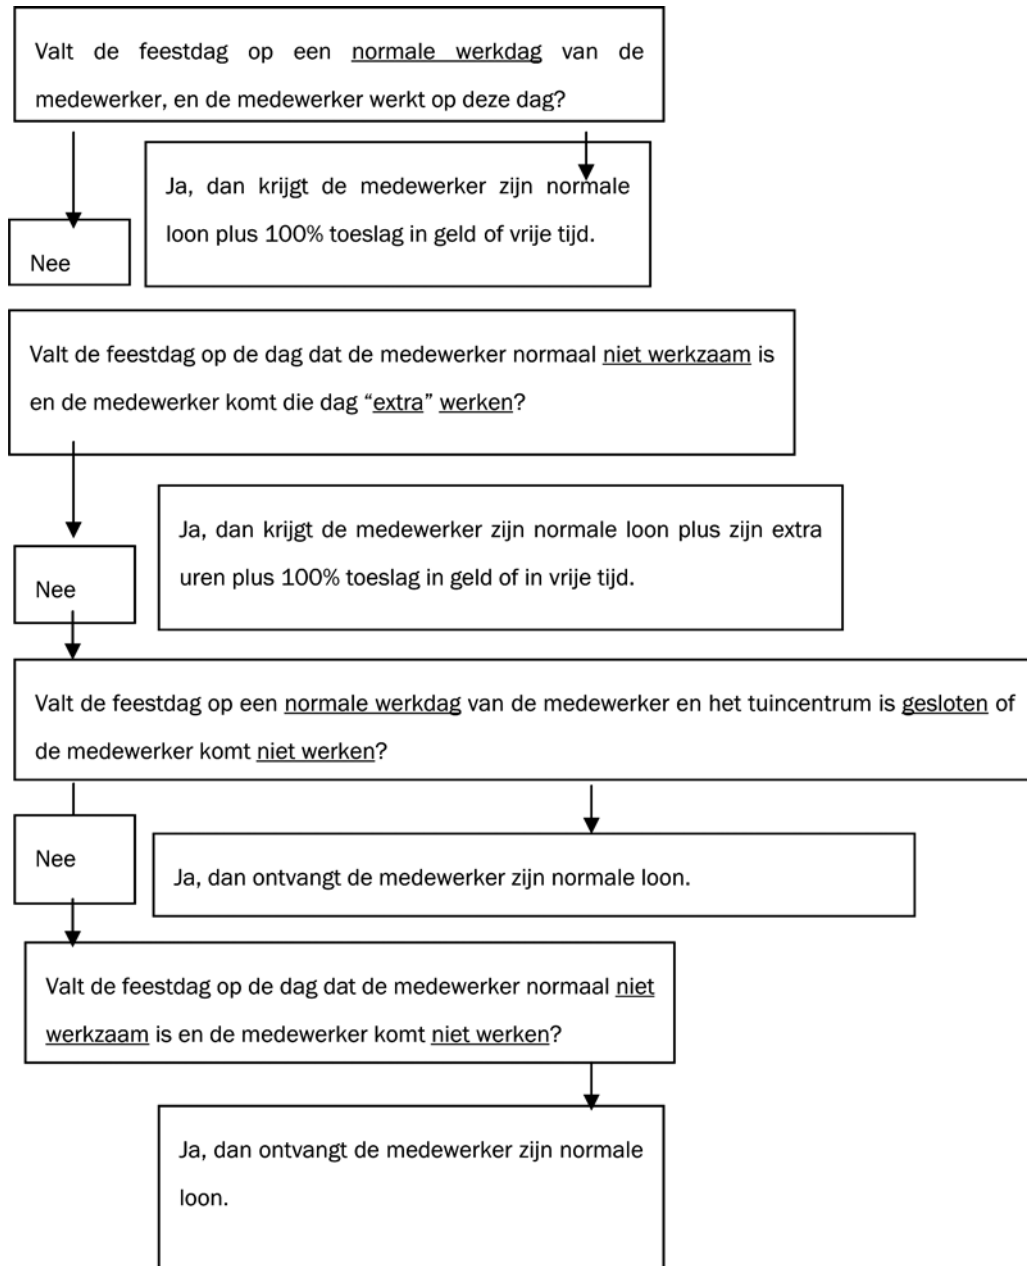 Valt de feestdag op een normale werkdag van de
medewerker, en de medewerker werkt op deze dag?
Ja, dan krijgt de medewerker zijn normale
loon plus 100% toeslag in geld of vrije tijd.
Nee
Valt de feestdag op de dag dat de medewerker normaal niet werkzaam is
en de medewerker komt die dag “extra” werken?
Ja, dan krijgt de medewerker zijn normale loon plus zijn extra
uren plus 100% toeslag in geld of in vrije tijd.
Nee
Valt de feestdag op een normale werkdag van de medewerker en het tuincentrum is gesloten of
de medewerker komt niet werken?
Nee
Ja, dan ontvangt de medewerker zijn normale loon.
Valt de feestdag op de dag dat de medewerker normaal niet
werkzaam is en de medewerker komt niet werken?
Ja, dan ontvangt de medewerker zijn normale
loon.